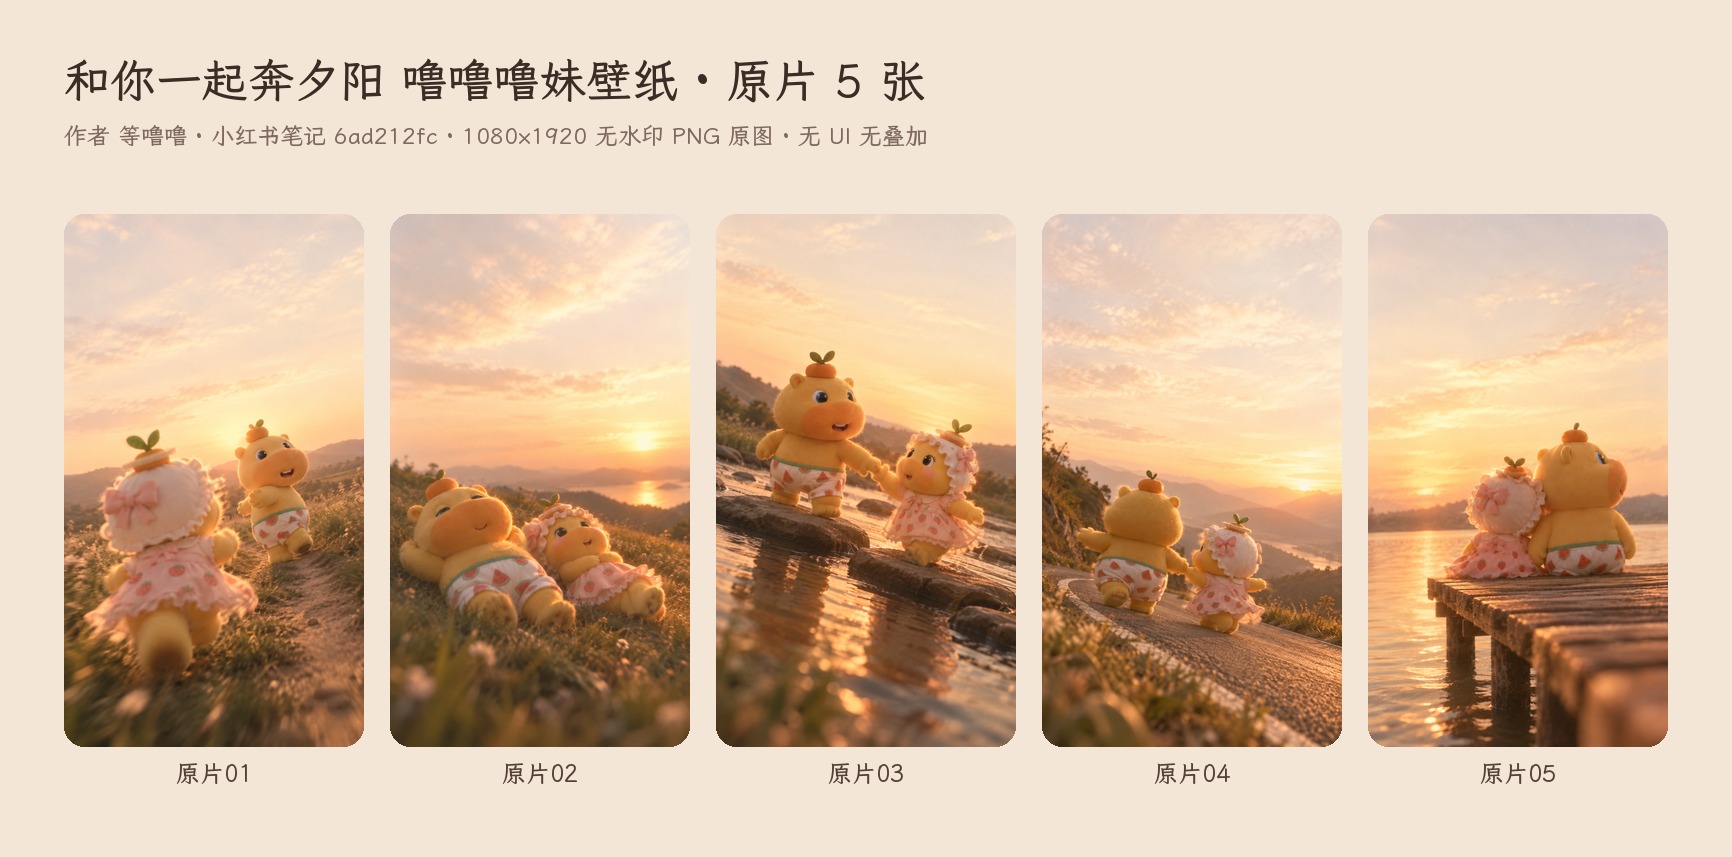 和你一起奔夕阳 噜噜噜妹壁纸·原片 5 张
作者 等噜噜·小红书笔记 6ad212fc·1080×1920 无水印 PNG 原图·无 UI 无叠加
原片01
原片02
原片03
原片04
原片05